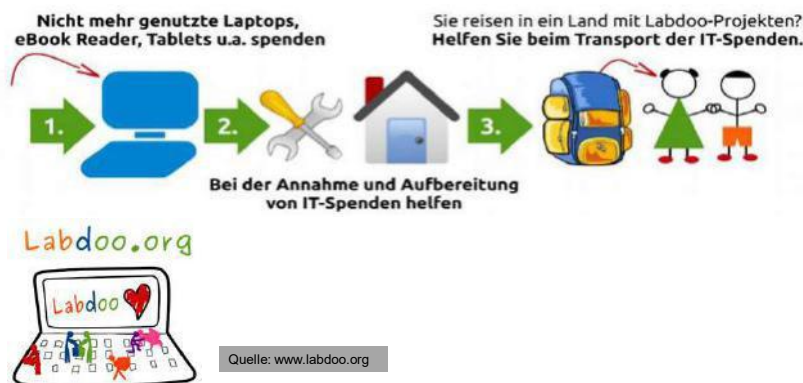 Nicht mehr genutzte Laptops,
eBook Reader, Tablets u.a. spenden
Sie reisen in ein Land mit Labdoo-Projekten?
Helfen Sie beim Transport der IT-Spenden.
1.
2.
3.
Bei der Annahme und Aufbereitung
von IT-Spenden helfen
Labdoo.org
Labdoo
Quelle: www.labdoo.org